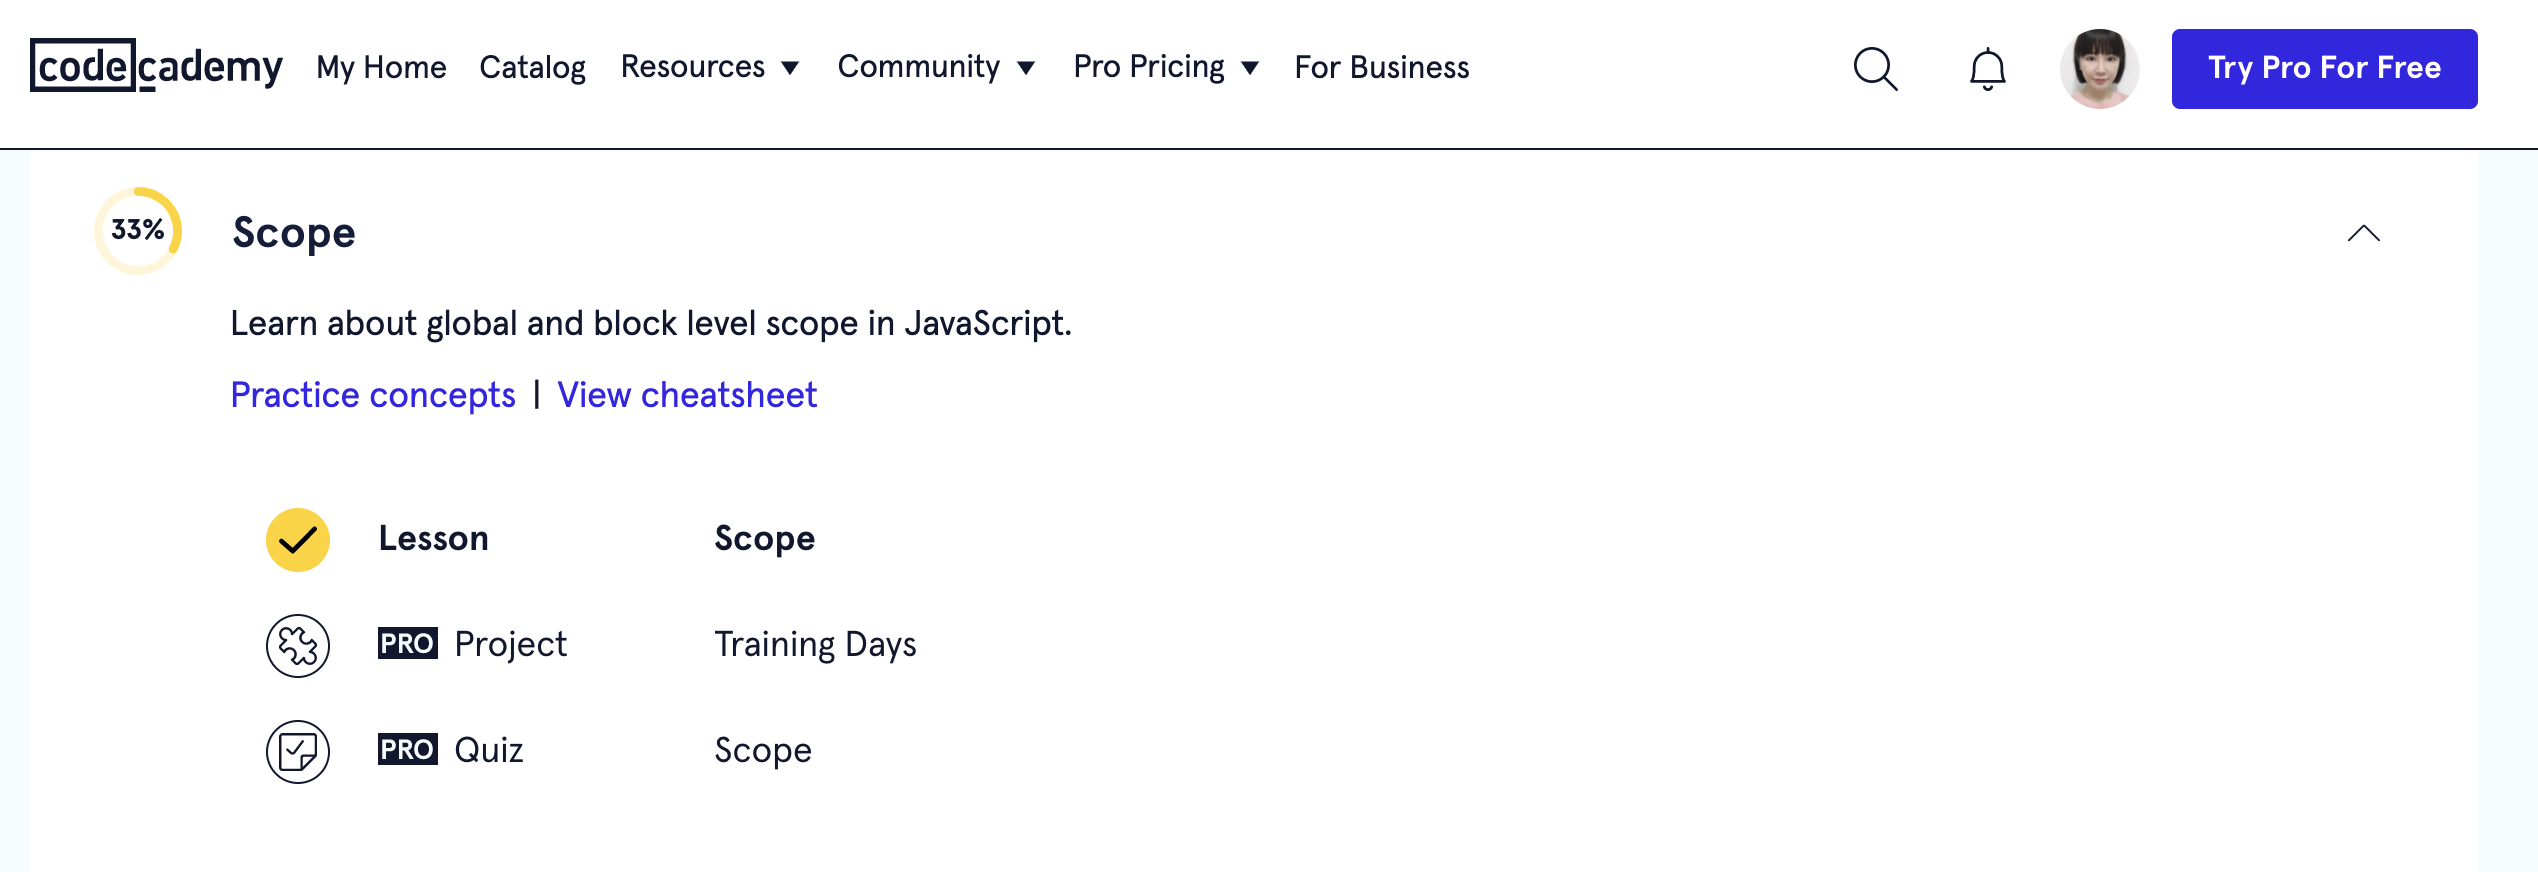 codecademy My Home Catalog Resources Community Pro Pricing For Business Try Pro For Free
33% Scope
Learn about global and block level scope in JavaScript.
Practice concepts | View cheatsheet
Lesson Scope
PRO Project Training Days
PRO Quiz Scope